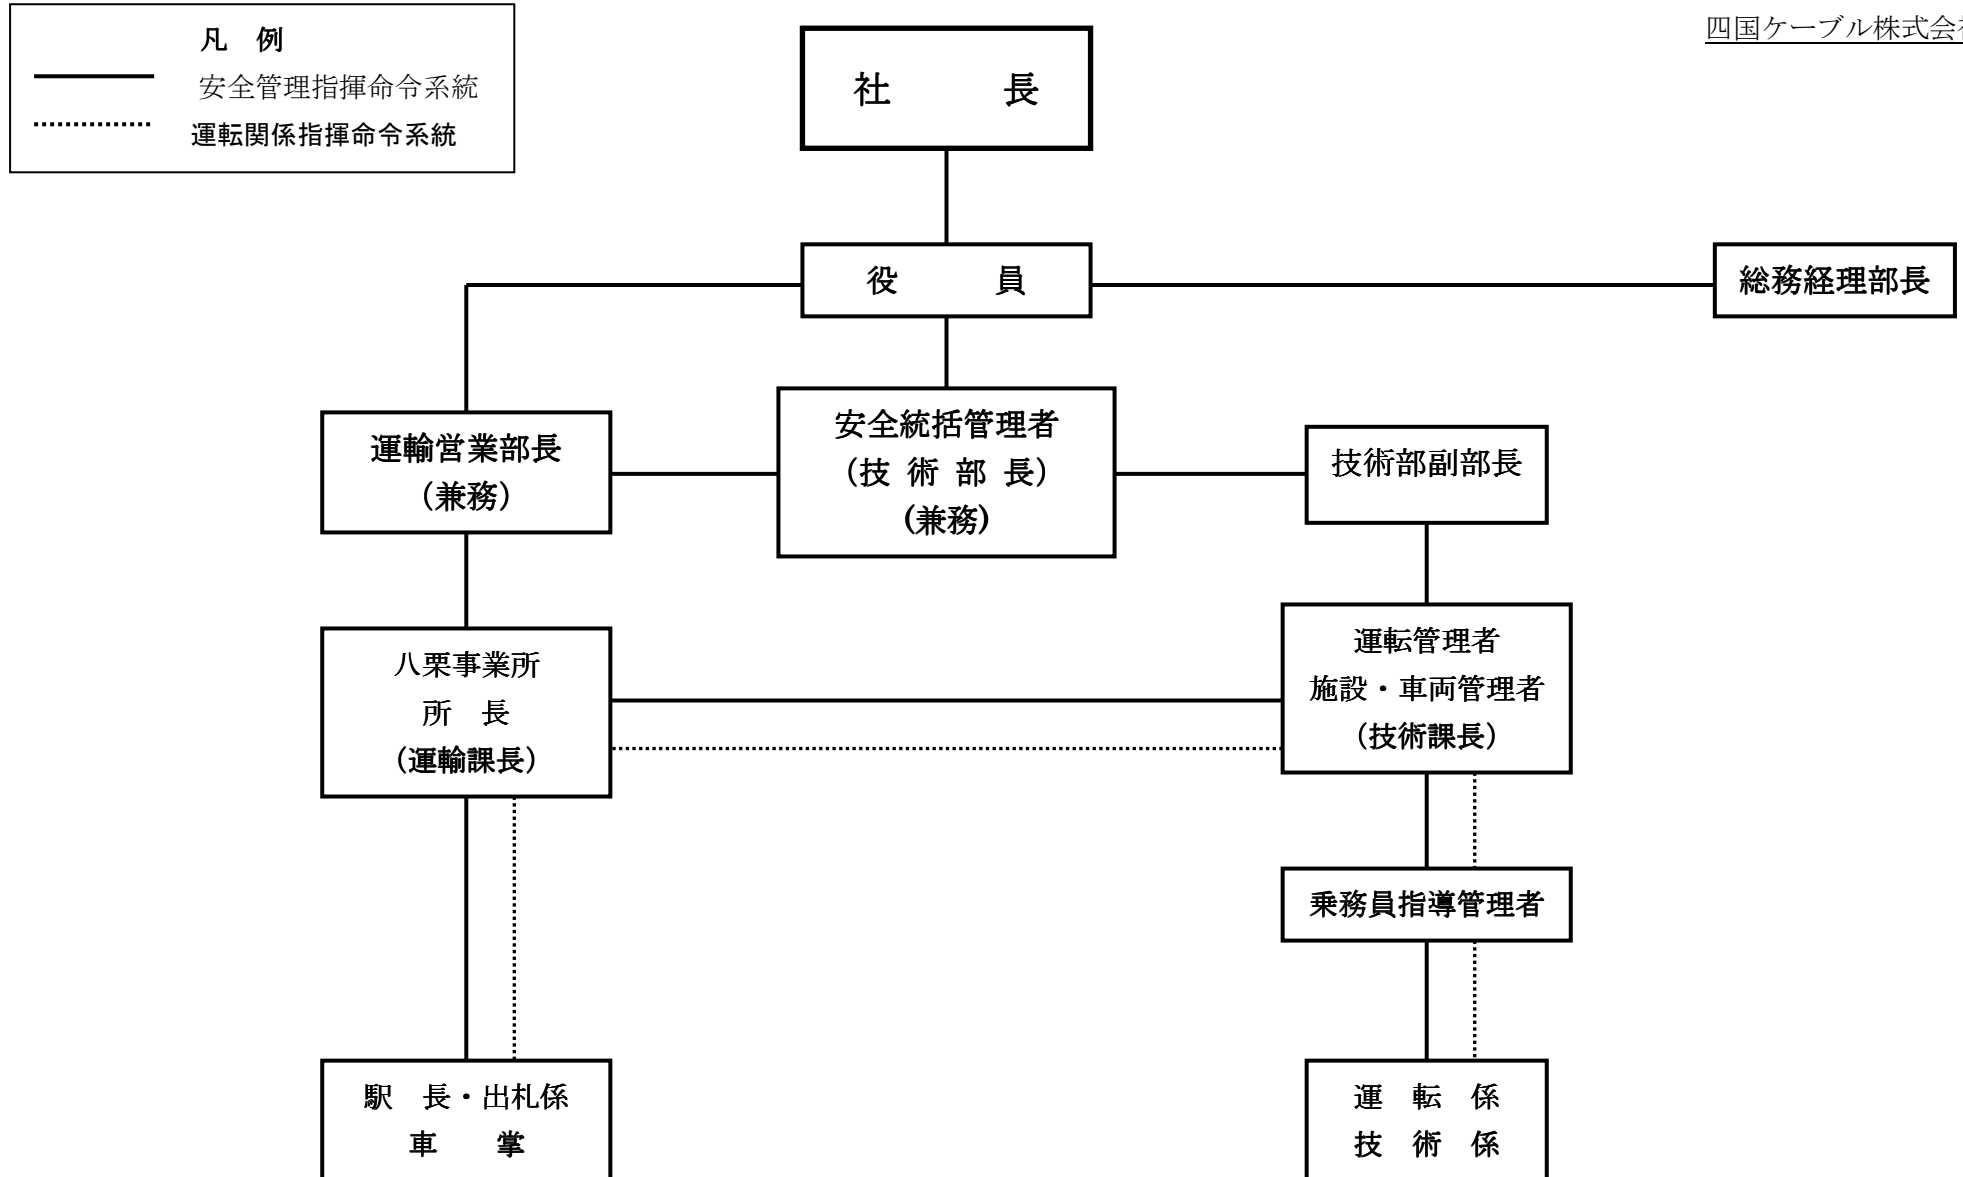 凡 例
安全管理指揮命令系統
運転関係指揮命令系統
四国ケーブル株式会
社 長
役 員
総務経理部長
運輸営業部長
（兼務）
安全統括管理者
（技 術 部 長）
（兼務）
技術部副部長
八栗事業所
所 長
（運輸課長）
運転管理者
施設・車両管理者
（技術課長）
乗務員指導管理者
駅 長・出札係
車 掌
運 転 係
技 術 係